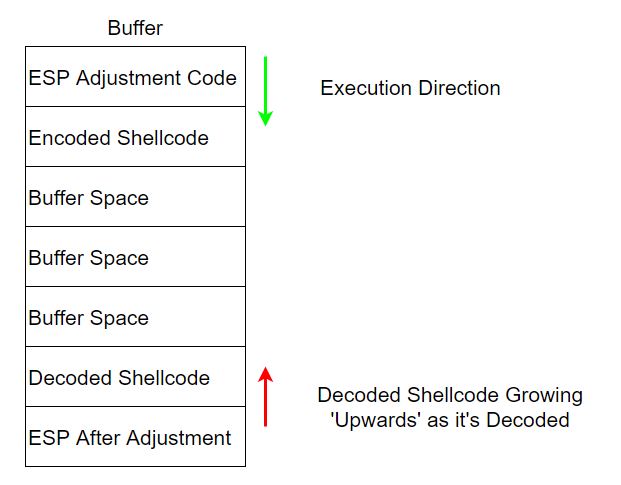 Buffer
ESP Adjustment Code
Execution Direction
Encoded Shellcode
Buffer Space
Buffer Space
Buffer Space
Decoded Shellcode
Decoded Shellcode Growing
'Upwards' as it's Decoded
ESP After Adjustment